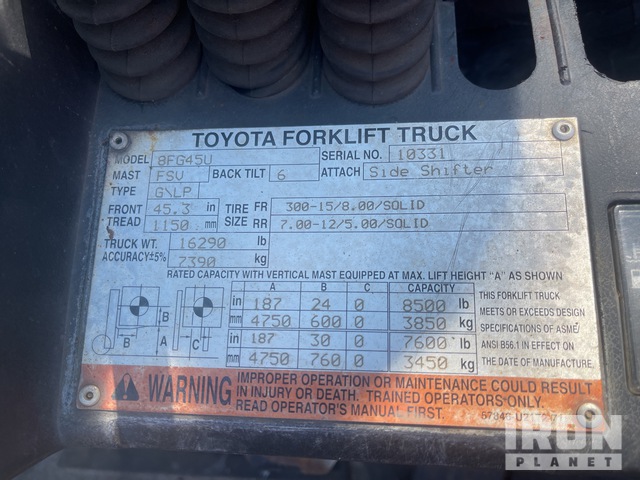 TOYOTA FORKLIFT TRUCK
MODEL 8FG45U SERIAL NO. 10331
MAST FSV BACK TILT 6 ATTACH Side Shifter
TYPE G\LP
FRONT 45.3 in TIRE FR 300-15/8.00/SOLID
TREAD 1150 mm SIZE RR 7.00-12/5.00/SOLID
TRUCK WT. 16290 lb
ACCURACY±5% 7390 kg
RATED CAPACITY WITH VERTICAL MAST EQUIPPED AT MAX. LIFT HEIGHT "A" AS SHOWN
A B C CAPACITY
in 187 24 0 8500 lb
mm 4750 600 0 3850 kg
in 187 30 0 7600 lb
mm 4750 760 0 3450 kg
B A B C
THIS FORKLIFT TRUCK
MEETS OR EXCEEDS DESIGN
SPECIFICATIONS OF ASME
ANSI B56.1 IN EFFECT ON
THE DATE OF MANUFACTURE.
WARNING
IMPROPER OPERATION OR MAINTENANCE COULD RESULT
IN INJURY OR DEATH. TRAINED OPERATORS ONLY.
READ OPERATOR'S MANUAL FIRST.
IRON
PLANET